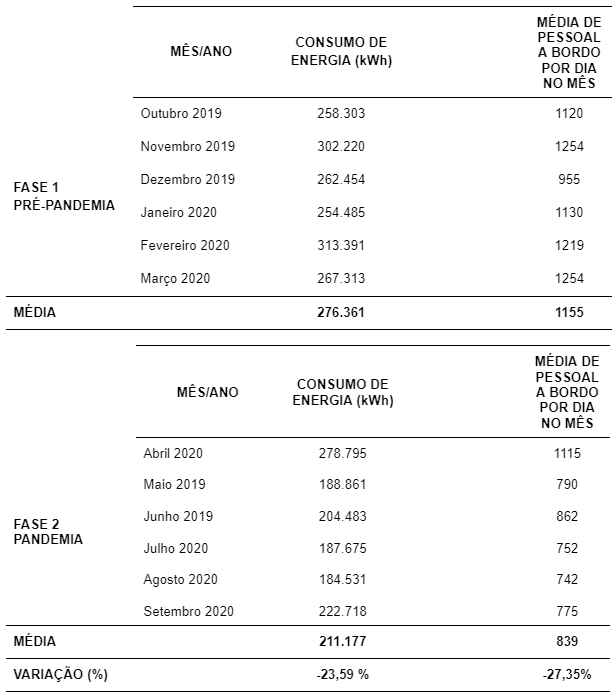 MÊS/ANO CONSUMO DE ENERGIA (kWh) MÉDIA DE PESSOAL A BORDO POR DIA NO MÊS
FASE 1 PRÉ-PANDEMIA
Outubro 2019 258.303 1120
Novembro 2019 302.220 1254
Dezembro 2019 262.454 955
Janeiro 2020 254.485 1130
Fevereiro 2020 313.391 1219
Março 2020 267.313 1254
MÉDIA 276.361 1155
MÊS/ANO CONSUMO DE ENERGIA (kWh) MÉDIA DE PESSOAL A BORDO POR DIA NO MÊS
FASE 2 PANDEMIA
Abril 2020 278.795 1115
Maio 2019 188.861 790
Junho 2019 204.483 862
Julho 2020 187.675 752
Agosto 2020 184.531 742
Setembro 2020 222.718 775
MÉDIA 211.177 839
VARIAÇÃO (%) -23,59 % -27,35%